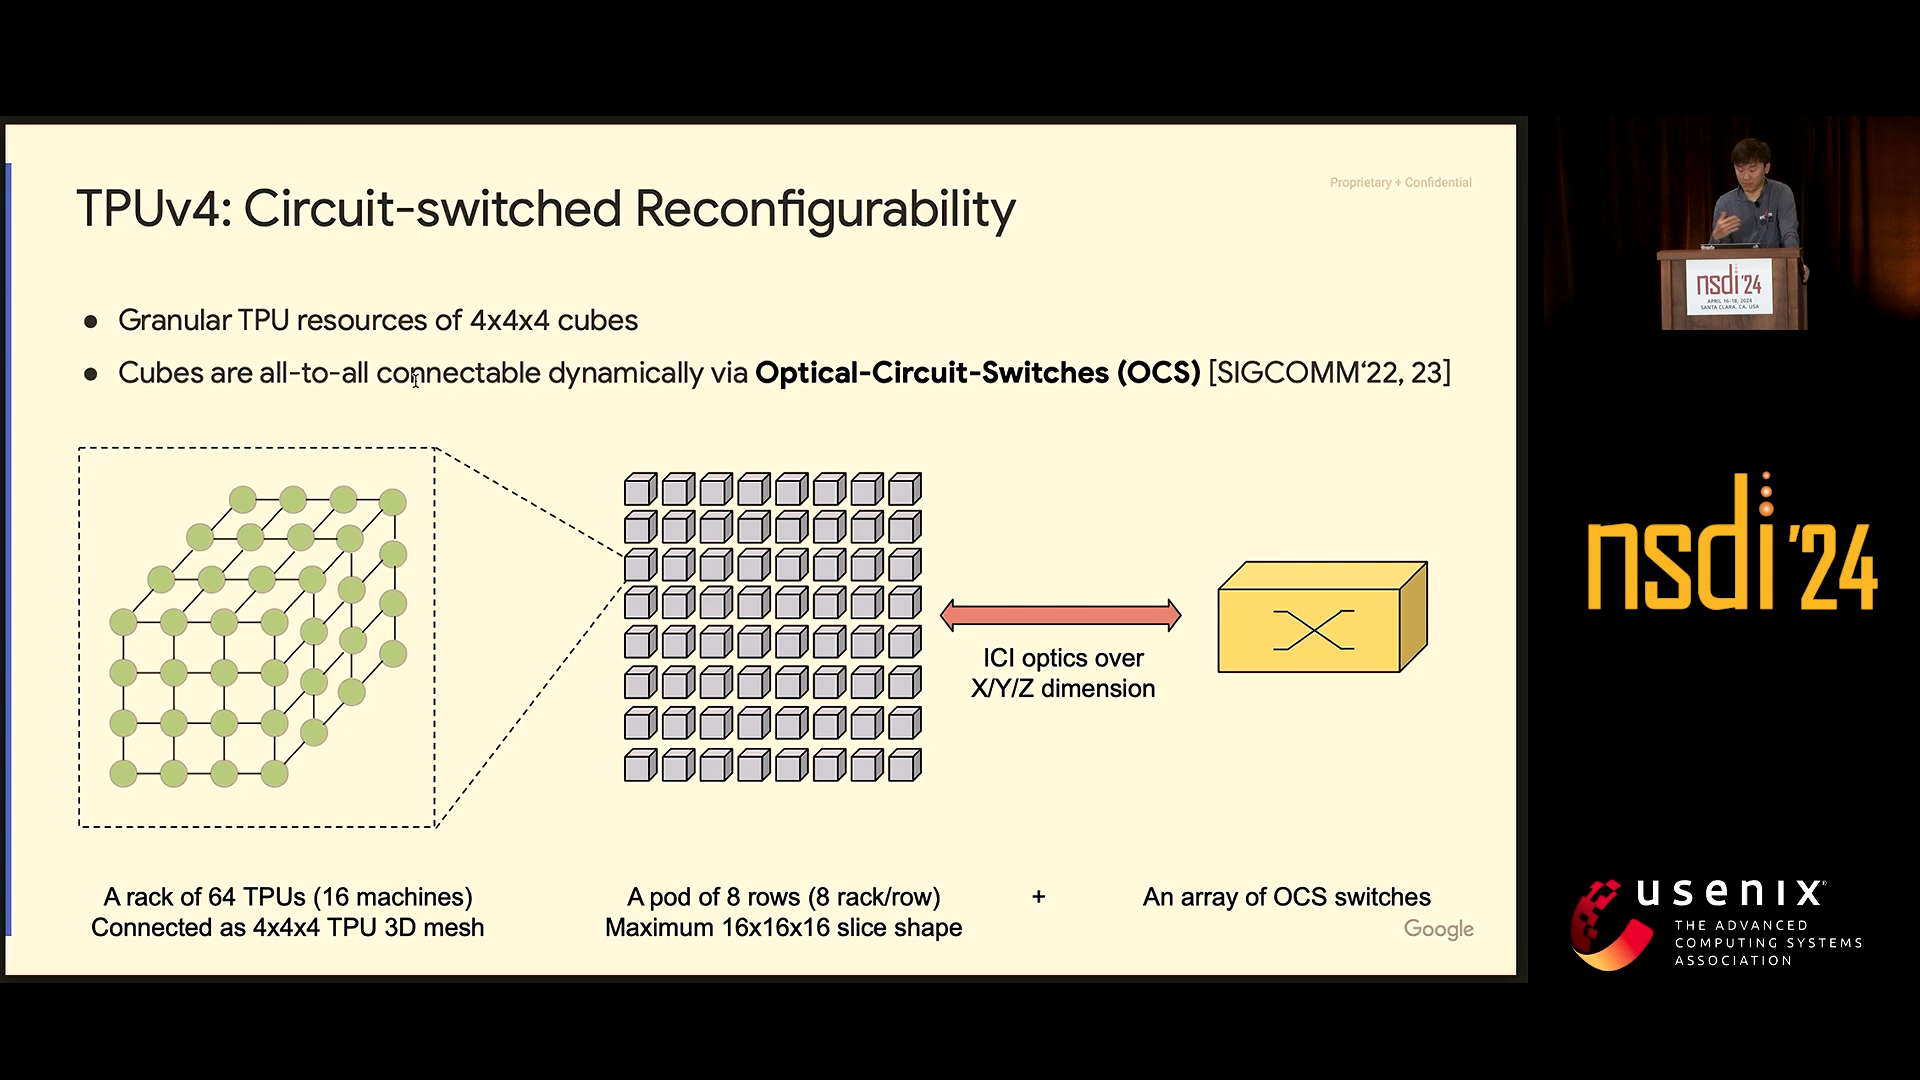 TPUv4: Circuit-switched Reconfigurability
Proprietary + Confidential
● Granular TPU resources of 4x4x4 cubes
● Cubes are all-to-all connectable dynamically via Optical-Circuit-Switches (OCS) [SIGCOMM‘22, 23]
ICI optics over
X/Y/Z dimension
A rack of 64 TPUs (16 machines)
Connected as 4x4x4 TPU 3D mesh
A pod of 8 rows (8 rack/row)
Maximum 16x16x16 slice shape
+
An array of OCS switches
Google
nsdi '24
APRIL 16–18, 2024
SANTA CLARA, CA, USA
nsdi '24
usenix®
THE ADVANCED
COMPUTING SYSTEMS
ASSOCIATION